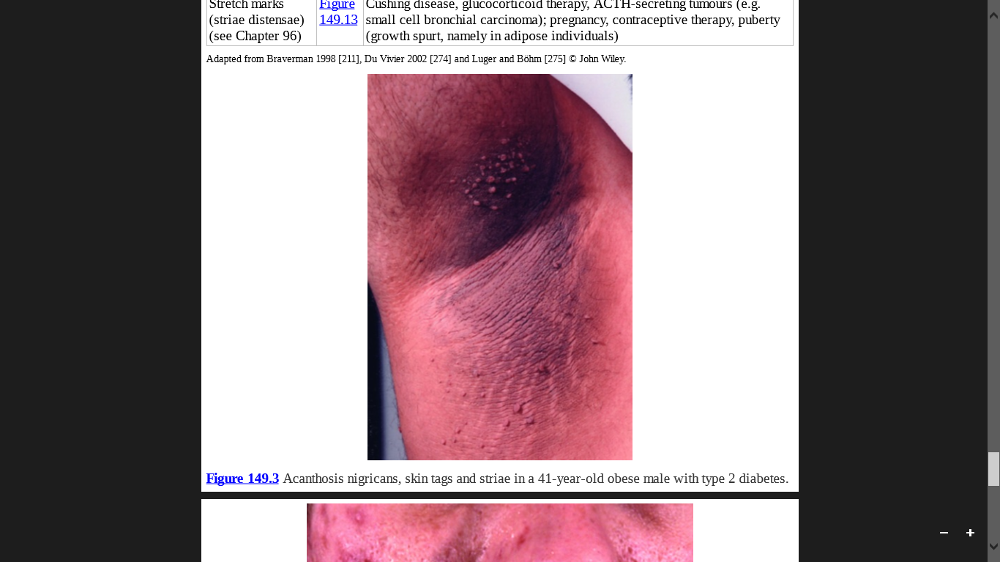 Stretch marks
(striae distensae)
(see Chapter 96)
Figure
149.13
Cushing disease, glucocorticoid therapy, ACTH-secreting tumours (e.g.
small cell bronchial carcinoma); pregnancy, contraceptive therapy, puberty
(growth spurt, namely in adipose individuals)
Adapted from Braverman 1998 [211], Du Vivier 2002 [274] and Luger and Böhm [275] © John Wiley.
Figure 149.3 Acanthosis nigricans, skin tags and striae in a 41-year-old obese male with type 2 diabetes.